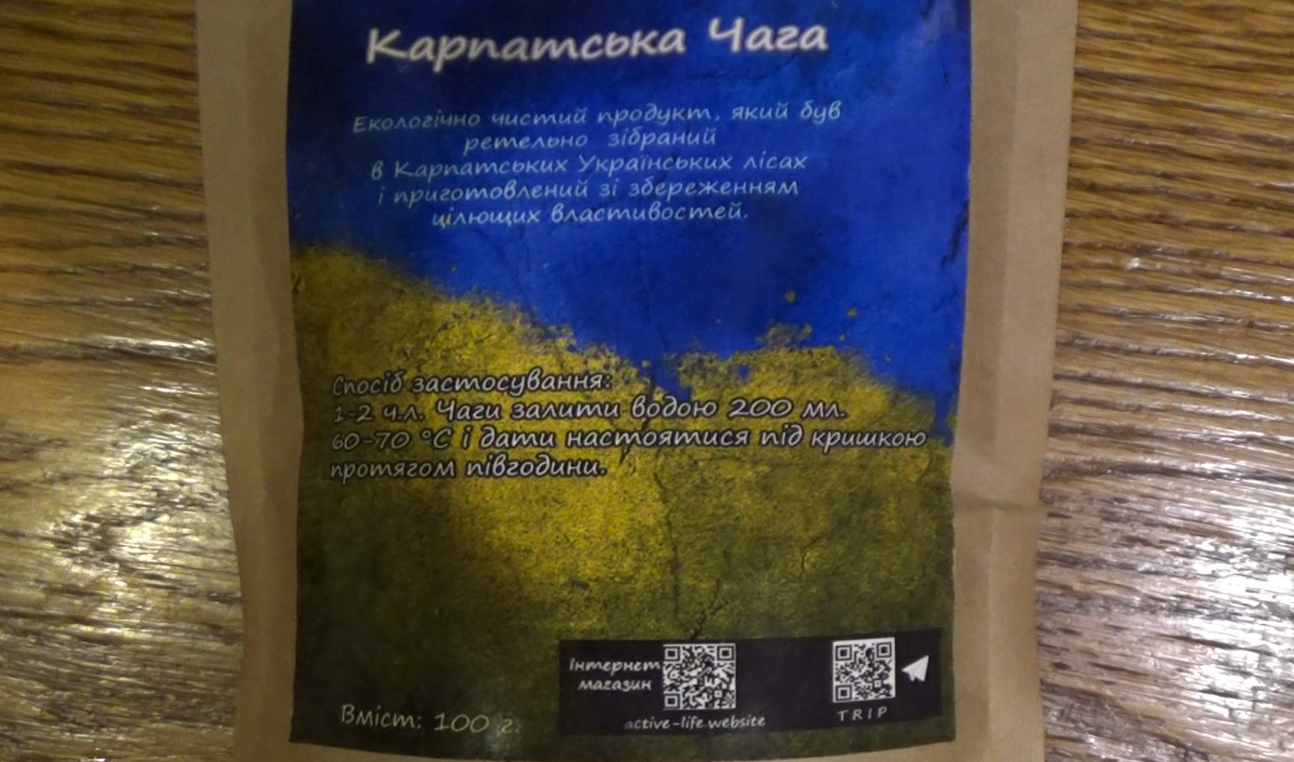 Карпатська Чага
Екологічно чистий продукт, який був
ретельно зібраний
в Карпатських Українських лісах
і приготовлений зі збереженням
цілющих властивостей.
Спосіб застосування:
1-2 ч.л. Чаги залити водою 200 мл.
60-70 °С і дати настоятися під кришкою
протягом півгодини.
Інтернет
магазин
active-life.website
TRIP
Вміст: 100 г.